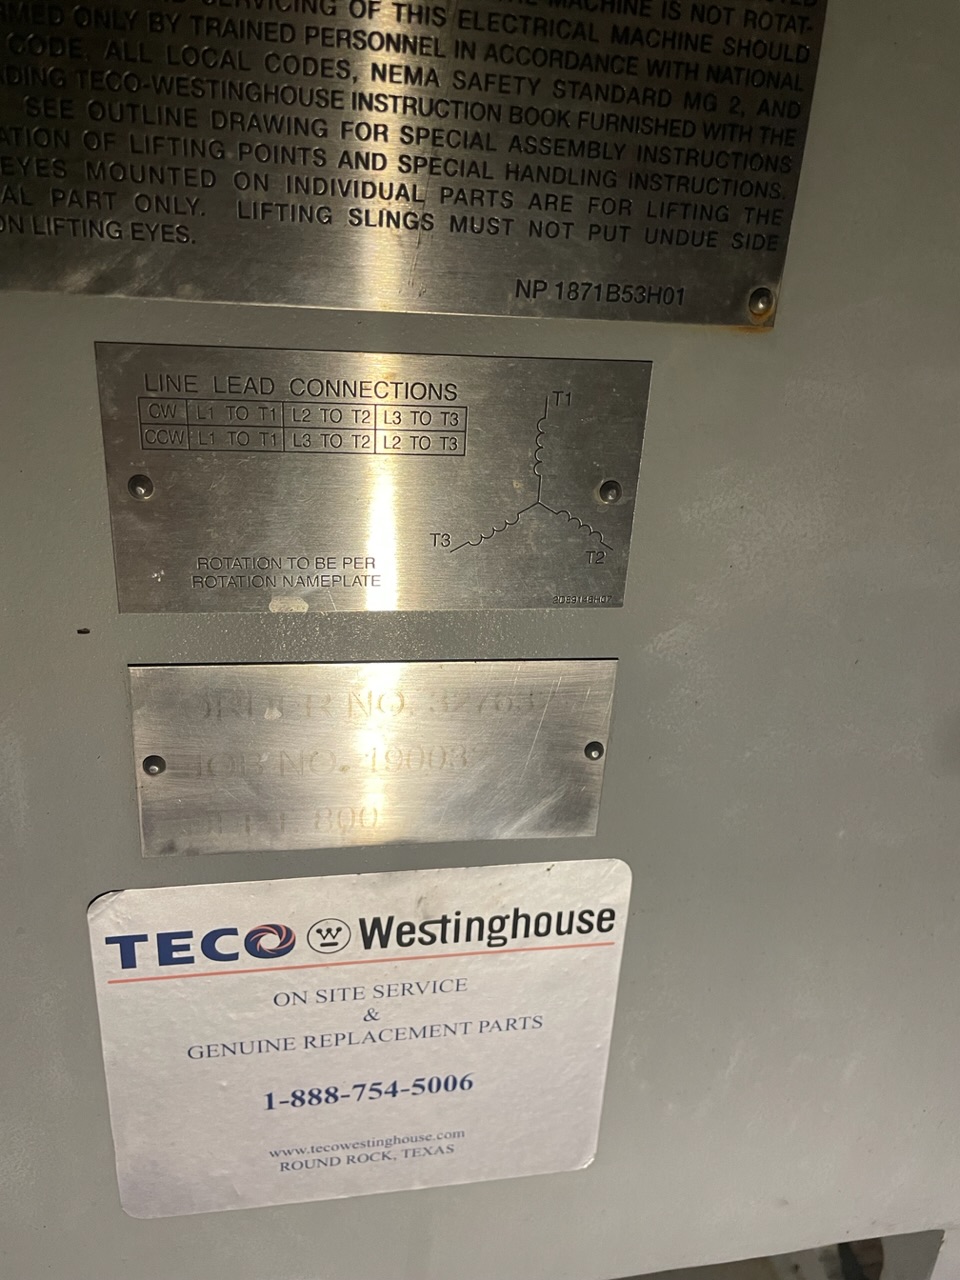 SERVICING OF THIS ELECTRICAL MACHINE SHOULD
MACHINE IS NOT ROTAT-
ONLY BY TRAINED PERSONNEL IN ACCORDANCE WITH NATIONAL
CODE, ALL LOCAL CODES, NEMA SAFETY STANDARD MG 2, AND
TECO-WESTINGHOUSE INSTRUCTION BOOK FURNISHED WITH THE
SEE OUTLINE DRAWING FOR SPECIAL ASSEMBLY INSTRUCTIONS
OF LIFTING POINTS AND SPECIAL HANDLING INSTRUCTIONS.
EYES MOUNTED ON INDIVIDUAL PARTS ARE FOR LIFTING THE
PART ONLY. LIFTING SLINGS MUST NOT PUT UNDUE SIDE
ON LIFTING EYES.
NP 1871B53H01
LINE LEAD CONNECTIONS
CW L1 TO T1 L2 TO T2 L3 TO T3
CCW L1 TO T1 L3 TO T2 L2 TO T3
T1
T3
T2
ROTATION TO BE PER
ROTATION NAMEPLATE
ORDER NO.
JOB NO.
800
TECO W Westinghouse
ON SITE SERVICE
&
GENUINE REPLACEMENT PARTS
1-888-754-5006
www.tecowestinghouse.com
ROUND ROCK, TEXAS